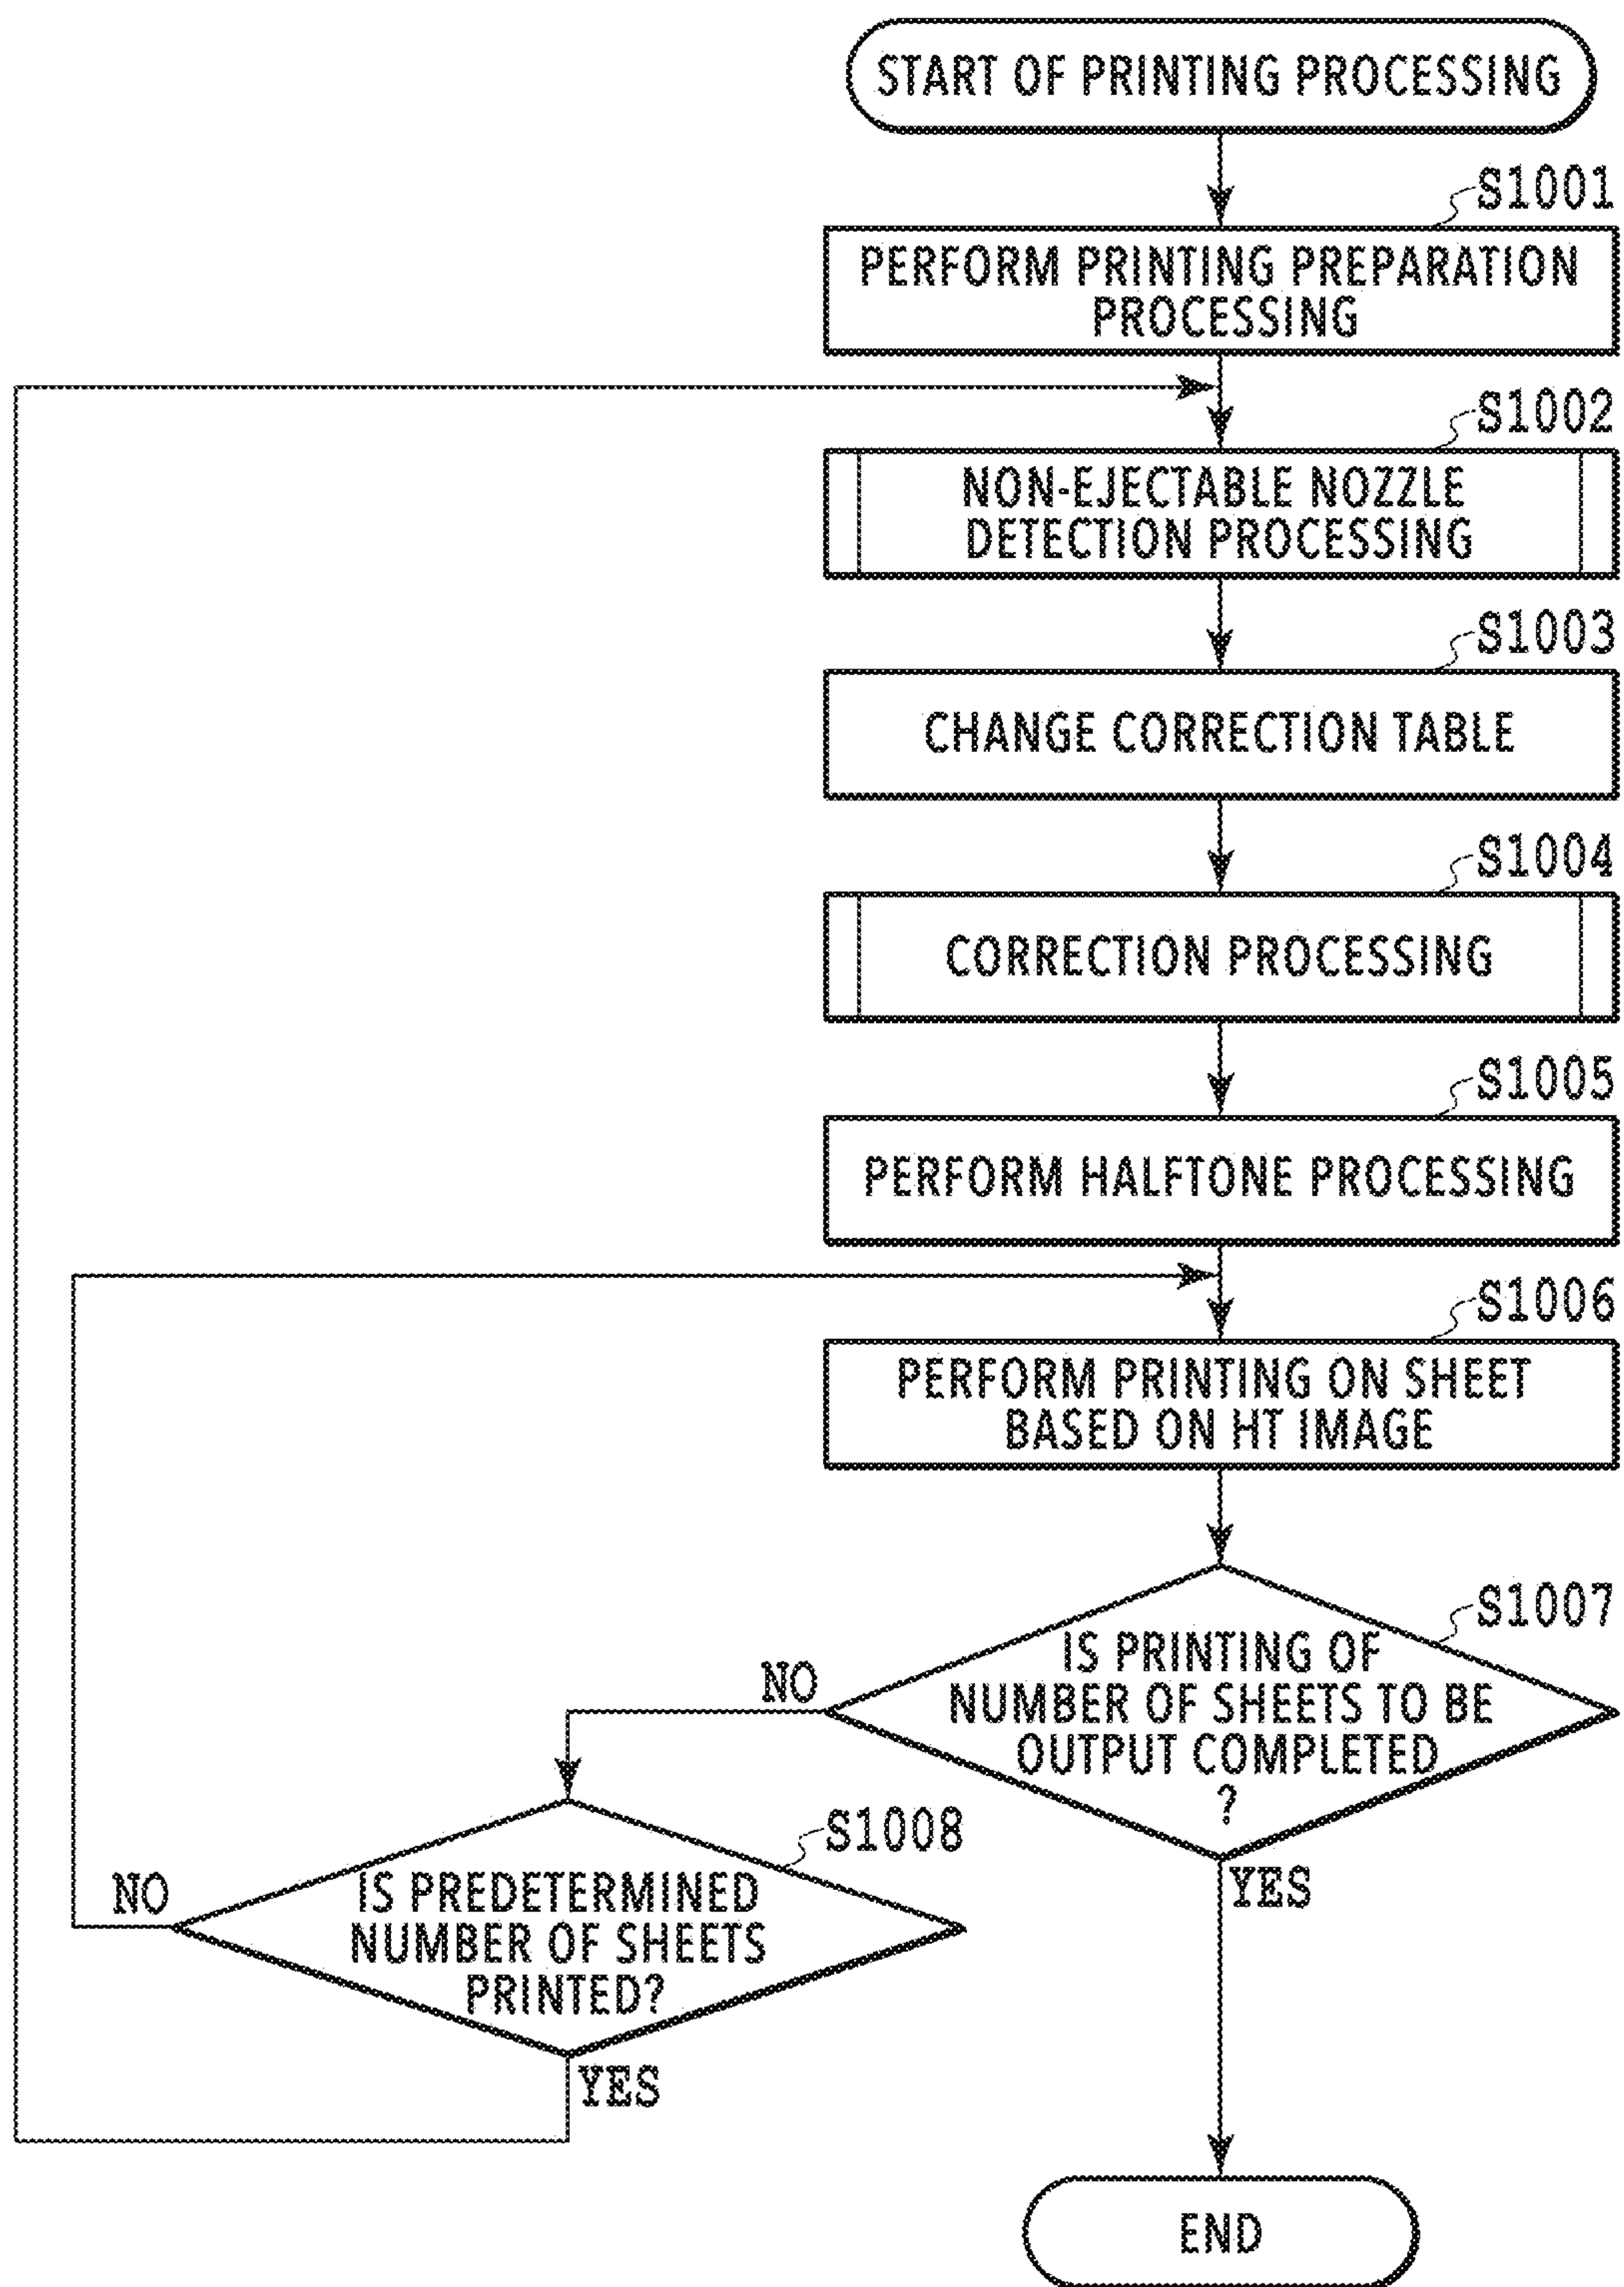 START OF PRINTING PROCESSING
S1001
PERFORM PRINTING PREPARATION
PROCESSING
S1002
NON-EJECTABLE NOZZLE
DETECTION PROCESSING
S1003
CHANGE CORRECTION TABLE
S1004
CORRECTION PROCESSING
S1005
PERFORM HALFTONE PROCESSING
S1006
PERFORM PRINTING ON SHEET
BASED ON HT IMAGE
S1007
IS PRINTING OF
NUMBER OF SHEETS TO BE
OUTPUT COMPLETED
?
NO
YES
S1008
IS PREDETERMINED
NUMBER OF SHEETS
PRINTED?
NO
YES
END